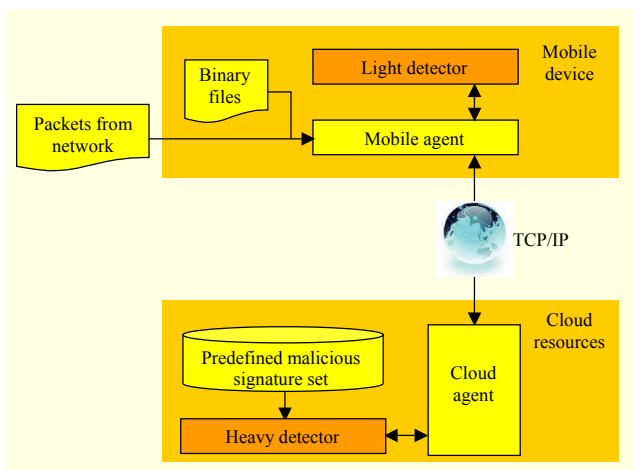 Mobile
device
Light detector
Binary
files
Packets from
network
Mobile agent
TCP/IP
Cloud
resources
Predefined malicious
signature set
Cloud
agent
Heavy detector